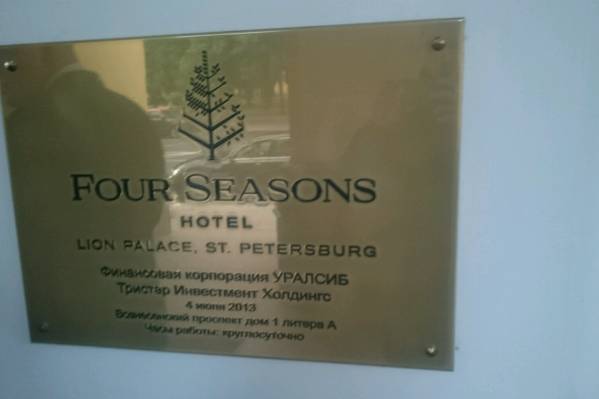 FOUR SEASONS
HOTEL
LION PALACE, ST. PETERSBURG
Финансовая корпорация УРАЛСИБ
Тристар Инвестмент Холдингс
4 июня 2013
Вознесенский проспект дом 1 литера А
Часы работы: круглосуточно